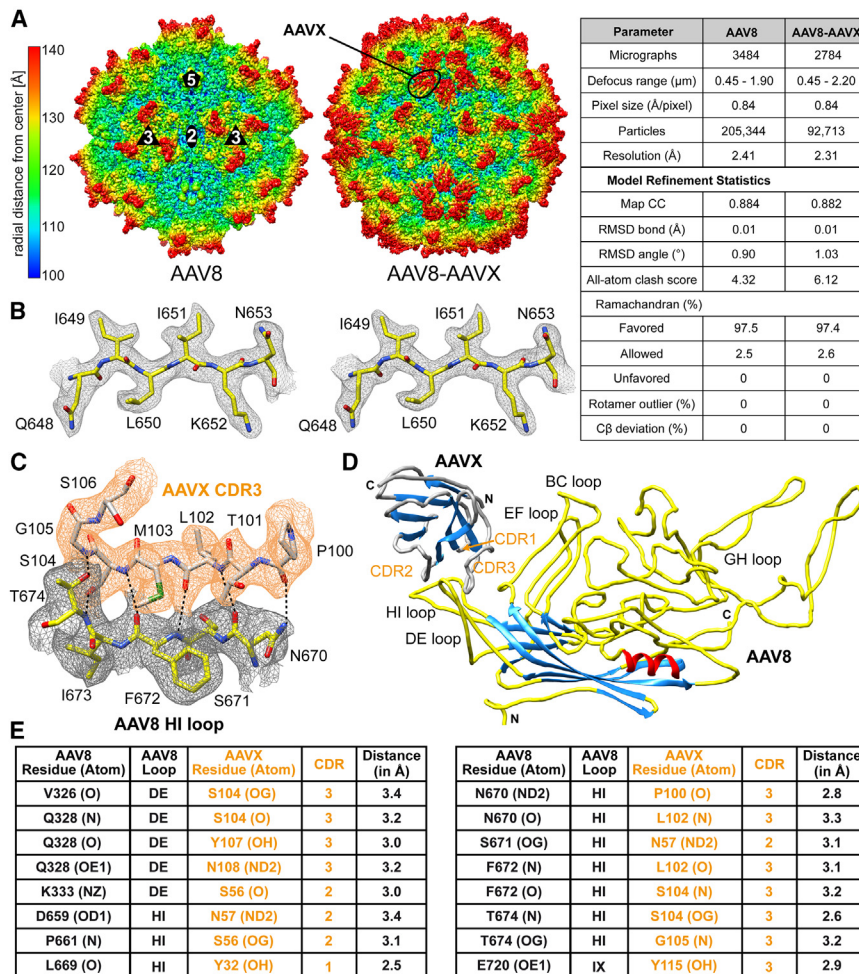 A
radial distance from center [Å]
140
130
120
110
100
5
3
2
3
AAV8
AAVX
AAV8-AAVX
Parameter AAV8 AAV8-AAVX
Micrographs 3484 2784
Defocus range (µm) 0.45 - 1.90 0.45 - 2.20
Pixel size (Å/pixel) 0.84 0.84
Particles 205,344 92,713
Resolution (Å) 2.41 2.31
Model Refinement Statistics
Map CC 0.884 0.882
RMSD bond (Å) 0.01 0.01
RMSD angle (°) 0.90 1.03
All-atom clash score 4.32 6.12
Ramachandran (%)
Favored 97.5 97.4
Allowed 2.5 2.6
Unfavored 0 0
Rotamer outlier (%) 0 0
Cβ deviation (%) 0 0
B
I649 I651 N653
Q648 L650 K652
I649 I651 N653
Q648 L650 K652
C
S106
AAVX CDR3
G105
M103
L102
T101
S104
P100
T674
N670
I673
F672
S671
AAV8 HI loop
D
AAVX
C
N
BC loop
EF loop
CDR1
CDR2
CDR3
GH loop
HI loop
DE loop
C
AAV8
N
E
AAV8 Residue (Atom) AAV8 Loop AAVX Residue (Atom) CDR Distance (in Å)
V326 (O) DE S104 (OG) 3 3.4
Q328 (N) DE S104 (O) 3 3.2
Q328 (O) DE Y107 (OH) 3 3.0
Q328 (OE1) DE N108 (ND2) 3 3.2
K333 (NZ) DE S56 (O) 2 3.0
D659 (OD1) HI N57 (ND2) 2 3.4
P661 (N) HI S56 (OG) 2 3.1
L669 (O) HI Y32 (OH) 1 2.5
AAV8 Residue (Atom) AAV8 Loop AAVX Residue (Atom) CDR Distance (in Å)
N670 (ND2) HI P100 (O) 3 2.8
N670 (O) HI L102 (N) 3 3.3
S671 (OG) HI N57 (ND2) 2 3.1
F672 (N) HI L102 (O) 3 3.1
F672 (O) HI S104 (N) 3 3.2
T674 (N) HI S104 (OG) 3 2.6
T674 (OG) HI G105 (N) 3 3.2
E720 (OE1) IX Y115 (OH) 3 2.9